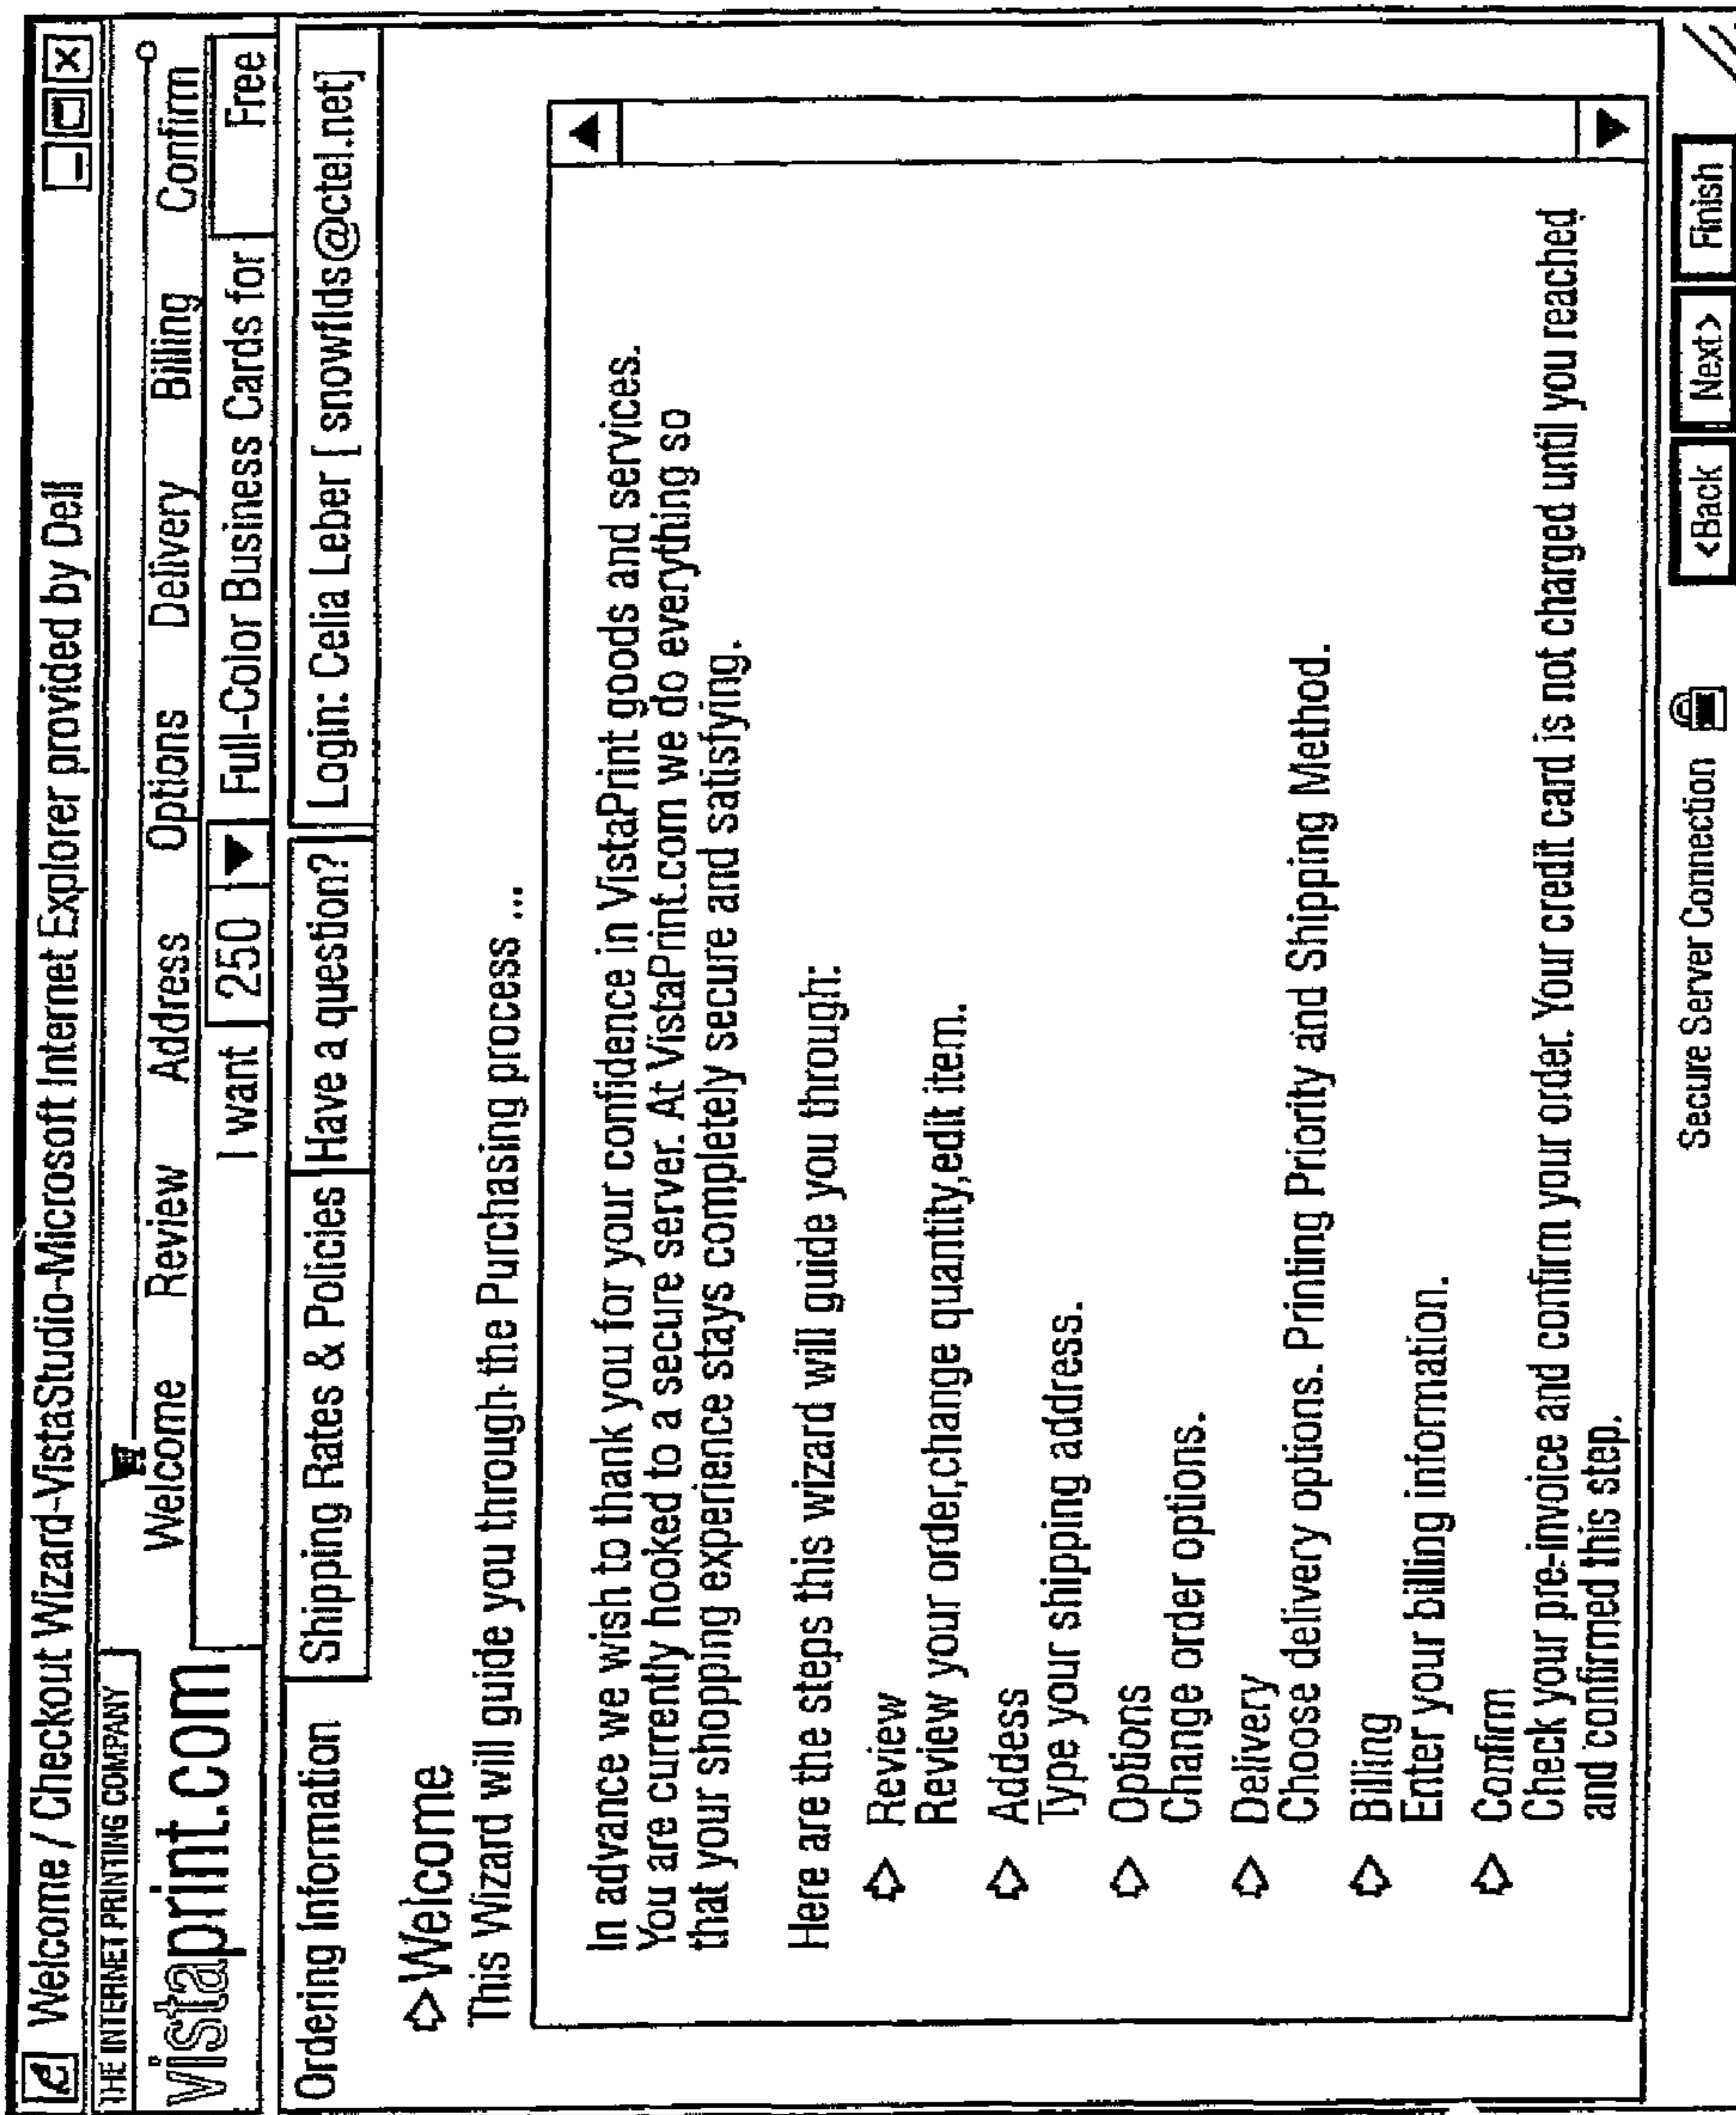 Welcome / Checkout Wizard-VistaStudio-Microsoft Internet Explorer provided by Dell
THE INTERNET PRINTING COMPANY
vistaprint.com
Welcome Review Address Options Delivery Billing Confirm
I want 250 Full-Color Business Cards for Free
Ordering Information Shipping Rates & Policies Have a question? Login: Celia Leber [ snowflds@ctel.net]
Welcome
This Wizard will guide you through the Purchasing process ...
In advance we wish to thank you for your confidence in VistaPrint goods and services.
You are currently hooked to a secure server. At VistaPrint.com we do everything so
that your shopping experience stays completely secure and satisfying.
Here are the steps this wizard will guide you through:
Review
Review your order,change quantity,edit item.
Addess
Type your shipping address.
Options
Change order options.
Delivery
Choose delivery options. Printing Priority and Shipping Method.
Billing
Enter your billing information.
Confirm
Check your pre-invoice and confirm your order. Your credit card is not charged until you reached
and confirmed this step.
Secure Server Connection <Back Next> Finish